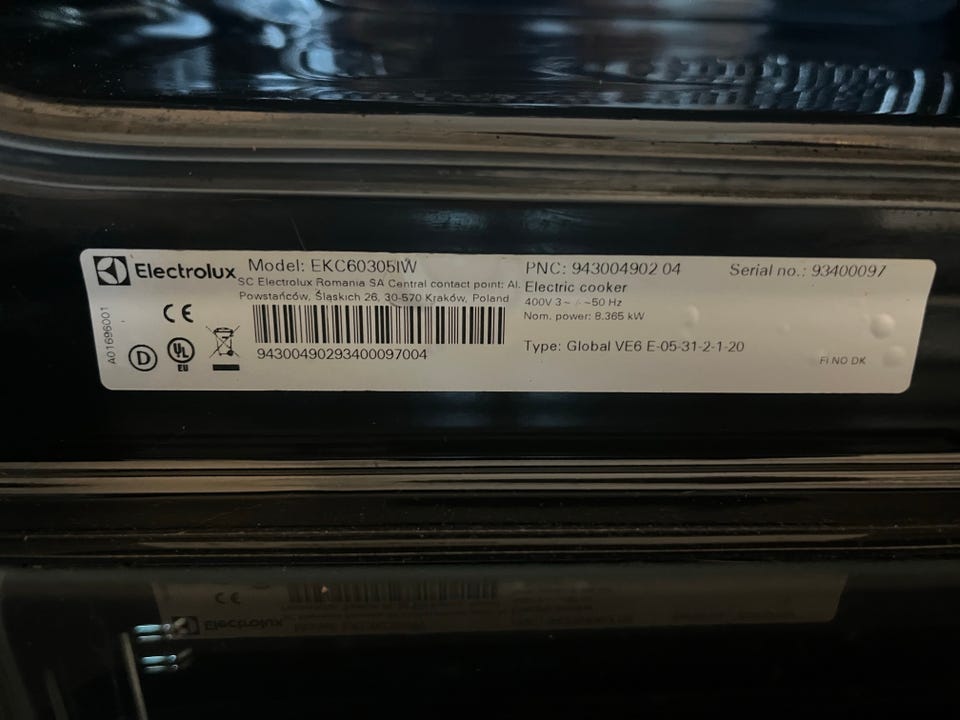 Electrolux
Model: EKC60305IW
SC Electrolux Romania SA Central contact point: Al.
Powstańców, Śląskich 26, 30-570 Kraków, Poland
94300490293400097004
A01696001
CE
D
UL
EU
PNC: 943004902 04
Serial no.: 93400097
Electric cooker
400V 3~ / ~50 Hz
Nom. power: 8.365 kW
Type: Global VE6 E-05-31-2-1-20
FI NO DK
CE
Electrolux